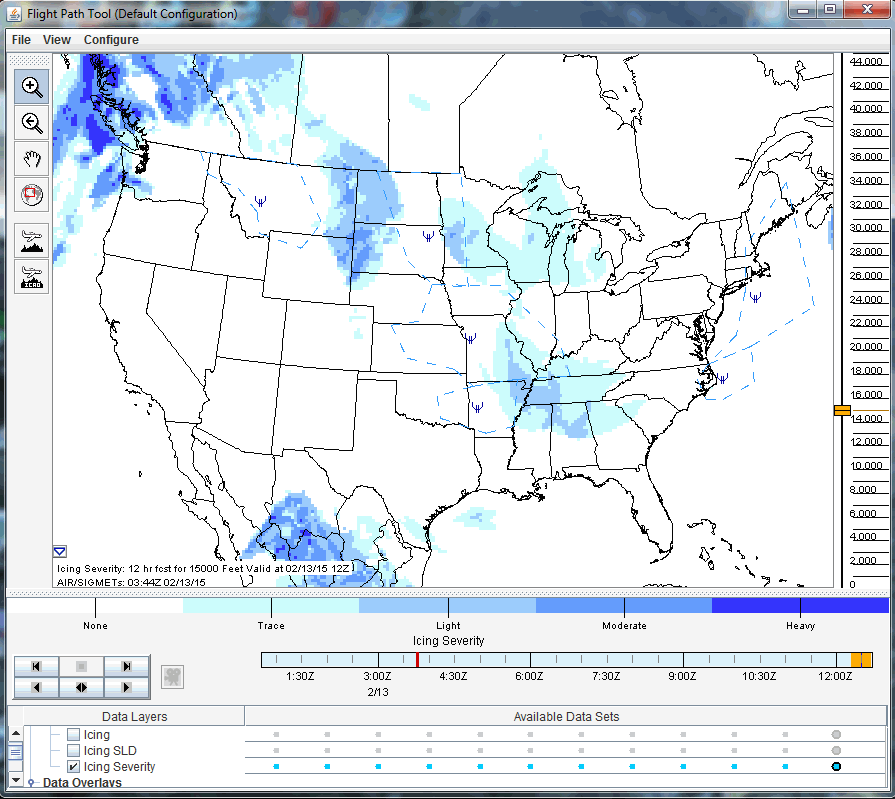 Flight Path Tool (Default Configuration)
File View Configure
44,000
42,000
40,000
38,000
36,000
34,000
32,000
30,000
28,000
26,000
24,000
22,000
20,000
18,000
16,000
14,000
12,000
10,000
8,000
6,000
4,000
2,000
0
ZERO
Icing Severity: 12 hr fcst for 15000 Feet Valid at 02/13/15 12Z
AIR/SIGMETs: 03:44Z 02/13/15
None Trace Light Moderate Heavy
Icing Severity
1:30Z 3:00Z 4:30Z 6:00Z 7:30Z 9:00Z 10:30Z 12:00Z
2/13
Data Layers Available Data Sets
Icing
Icing SLD
Icing Severity
Data Overlays